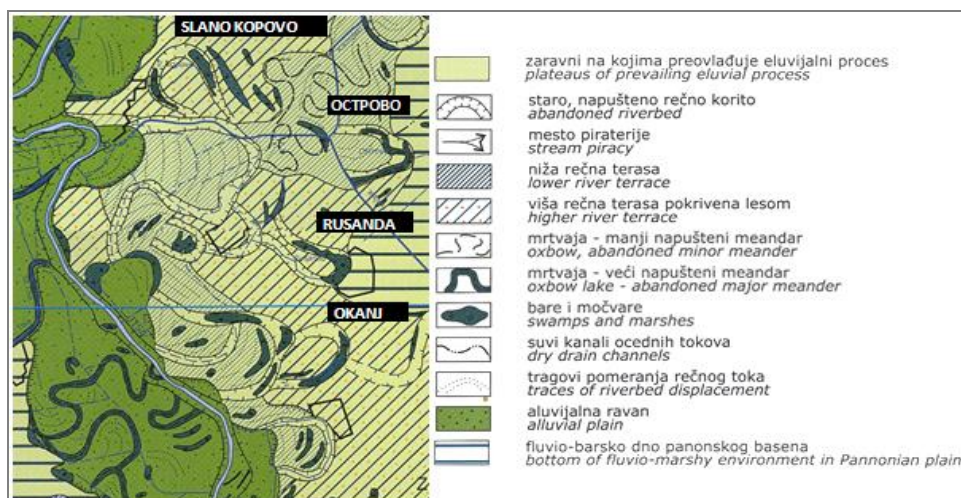 SLANO KOPOVO
ОСТРОВО
RUSANDA
OKANJ
zaravni na kojima preovlađuje eluvijalni proces
plateaus of prevailing eluvial process
staro, napušteno rečno korito
abandoned riverbed
mesto piraterije
stream piracy
niža rečna terasa
lower river terrace
viša rečna terasa pokrivena lesom
higher river terrace
mrtvaja - manji napušteni meandar
oxbow, abandoned minor meander
mrtvaja - veći napušteni meandar
oxbow lake - abandoned major meander
bare i močvare
swamps and marshes
suvi kanali ocednih tokova
dry drain channels
tragovi pomeranja rečnog toka
traces of riverbed displacement
aluvijalna ravan
alluvial plain
fluvio-barsko dno panonskog basena
bottom of fluvio-marshy environment in Pannonian plain